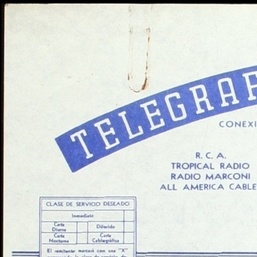 TELEGRA
CONEXI
R. C. A.
TROPICAL RADIO
RADIO MARCONI
ALL AMERICA CABLE
CLASE DE SERVICIO DESEADO
Inmediato
Carta Diurna
Diferido
Carta Nocturna
Carta Cablegráfica
El remitente marcará con una "X"